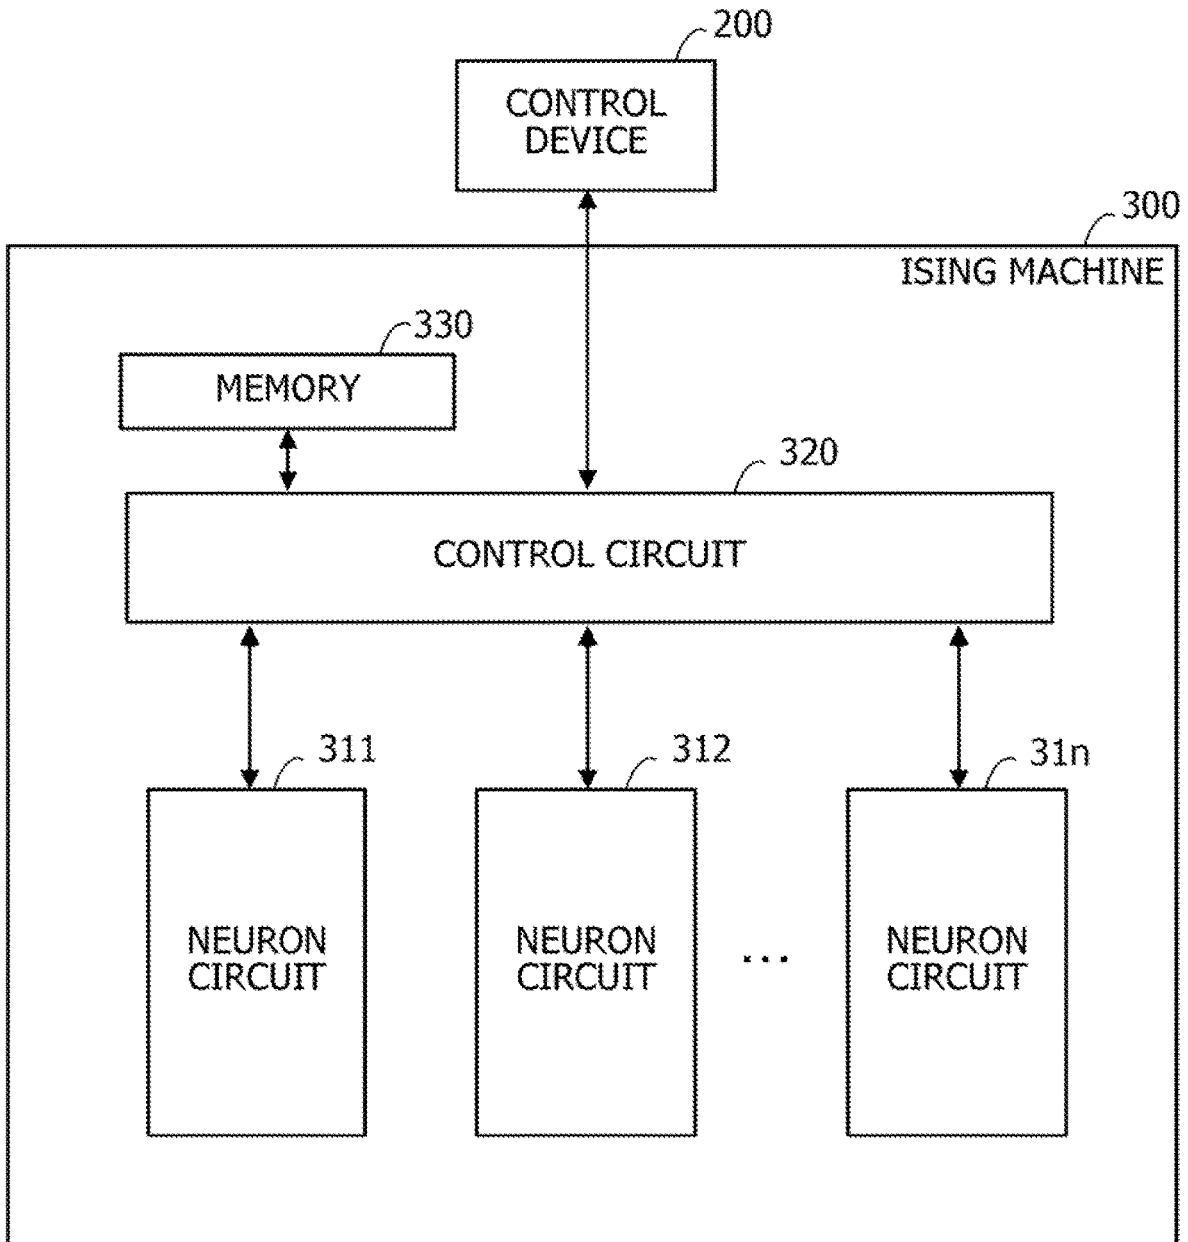 200
CONTROL
DEVICE
300
ISING MACHINE
330
MEMORY
320
CONTROL CIRCUIT
311
312
31n
NEURON
CIRCUIT
NEURON
CIRCUIT
...
NEURON
CIRCUIT